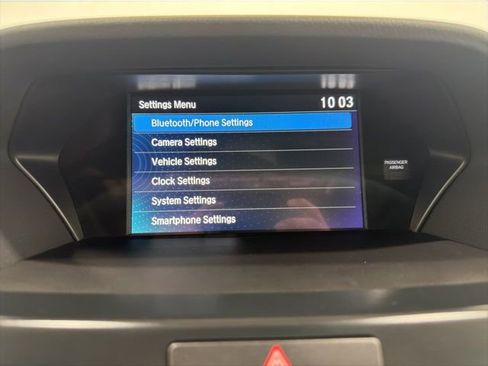 Settings Menu 10 03
Bluetooth/Phone Settings
Camera Settings
Vehicle Settings
Clock Settings
System Settings
Smartphone Settings
PASSENGER
AIRBAG